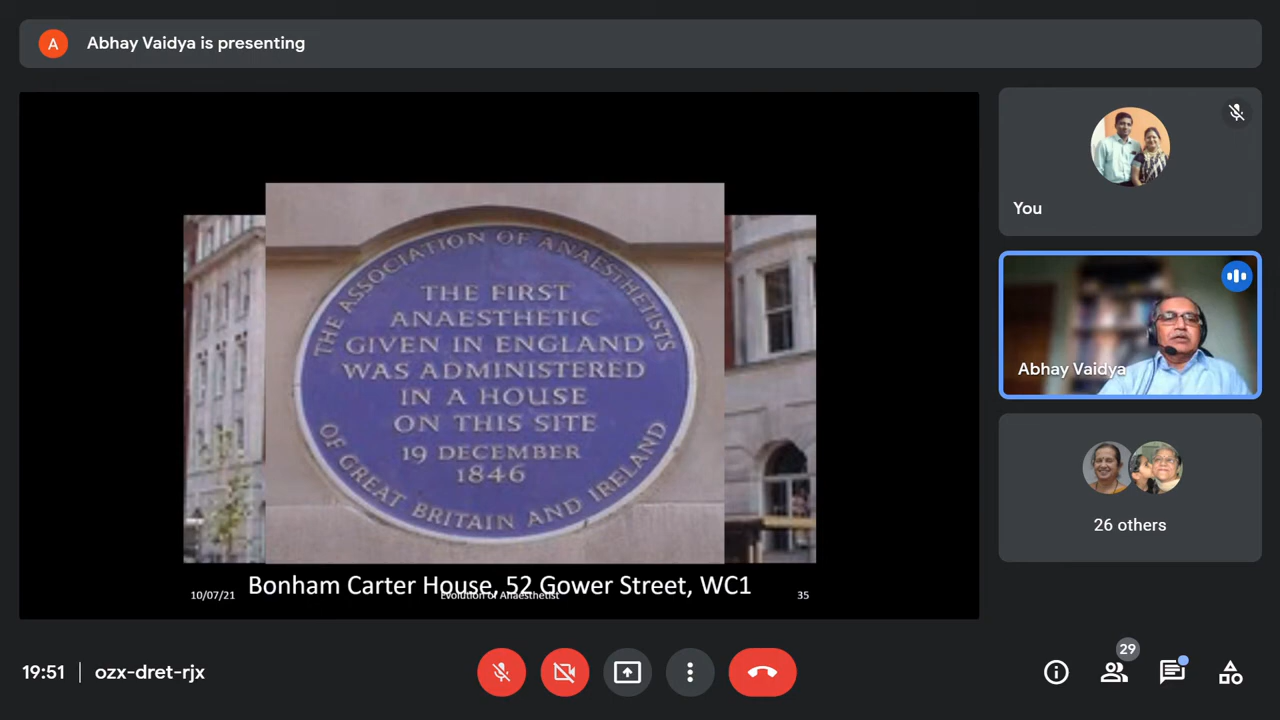 A
Abhay Vaidya is presenting
THE ASSOCIATION OF ANAESTHETISTS
THE FIRST
ANAESTHETIC
GIVEN IN ENGLAND
WAS ADMINISTERED
IN A HOUSE
ON THIS SITE
19 DECEMBER
1846
OF GREAT BRITAIN AND IRELAND
Bonham Carter House, 52 Gower Street, WC1
10/07/21
Evolution of Anaesthetist
35
You
Abhay Vaidya
26 others
19:51 | ozx-dret-rjx
29